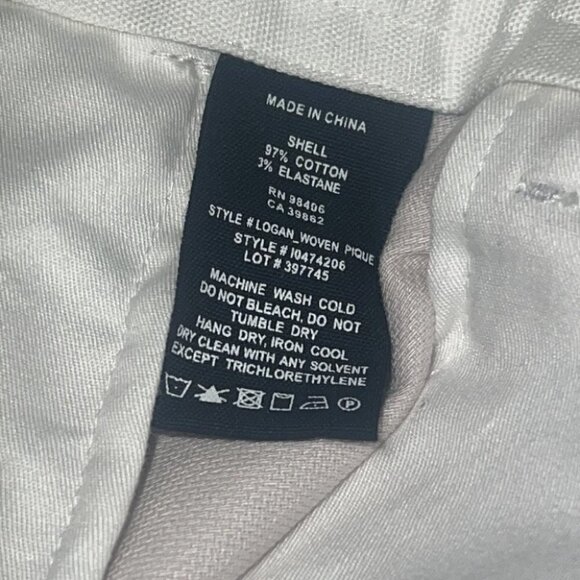 MADE IN CHINA
SHELL
97% COTTON
3% ELASTANE
RN 98406
CA 39862
STYLE # LOGAN_WOVEN PIQUE
STYLE # I0474206
LOT # 397745
MACHINE WASH COLD
DO NOT BLEACH, DO NOT
TUMBLE DRY
HANG DRY, IRON COOL
DRY CLEAN WITH ANY SOLVENT
EXCEPT TRICHLORETHYLENE
P